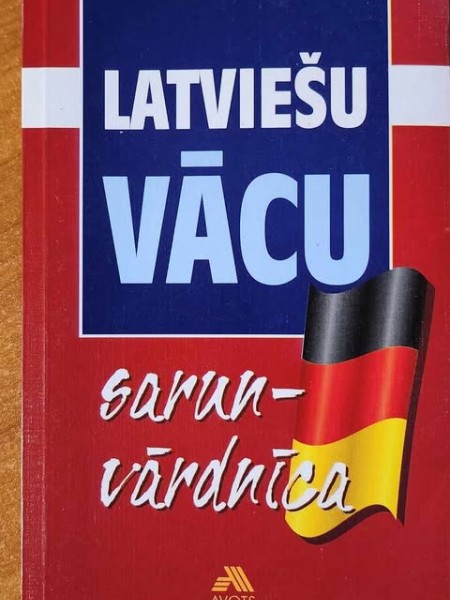 LATVIEŠU
VĀCU
sarun-
vārdnīca
AVOTS